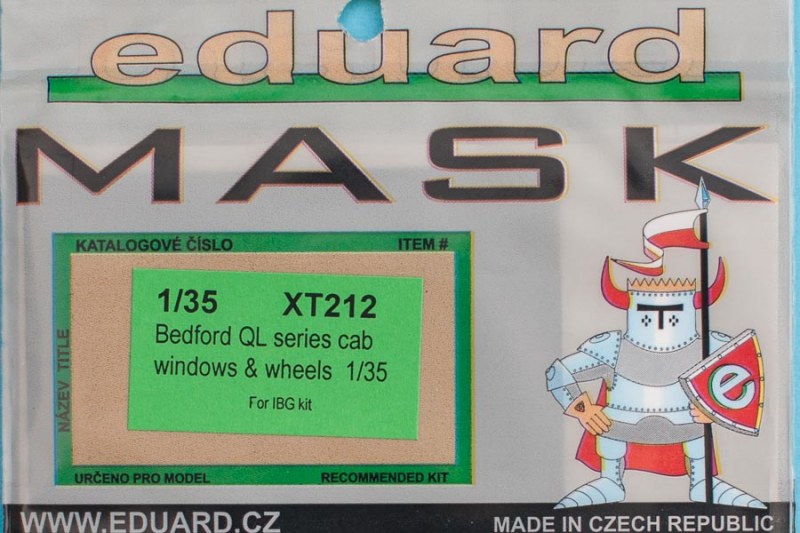 eduard
MASK
KATALOGOVÉ ČÍSLO ITEM #
1/35 XT212
Bedford QL series cab
windows & wheels 1/35
For IBG kit
NÁZEV TITLE
URČENO PRO MODEL RECOMMENDED KIT
e
WWW.EDUARD.CZ MADE IN CZECH REPUBLIC